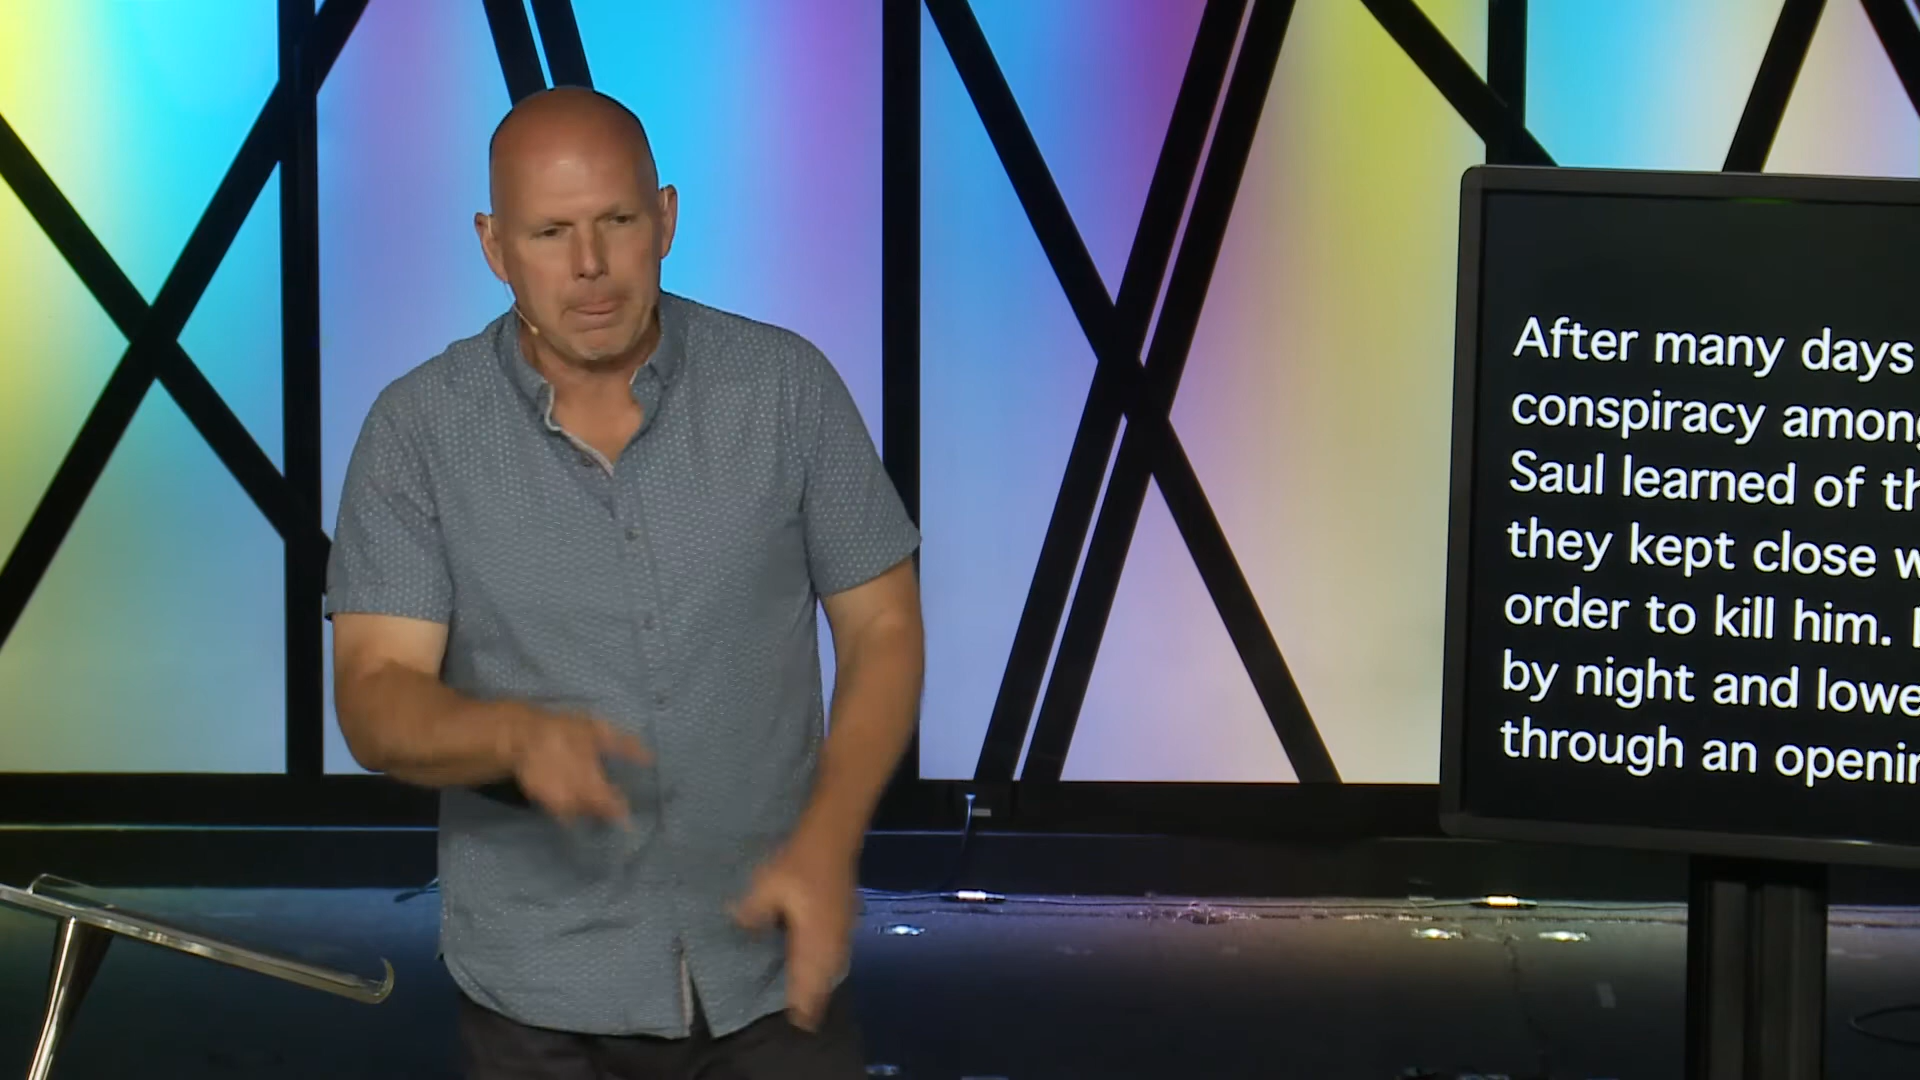 After many days
conspiracy among
Saul learned of th
they kept close w
order to kill him.
by night and lowe
through an openin